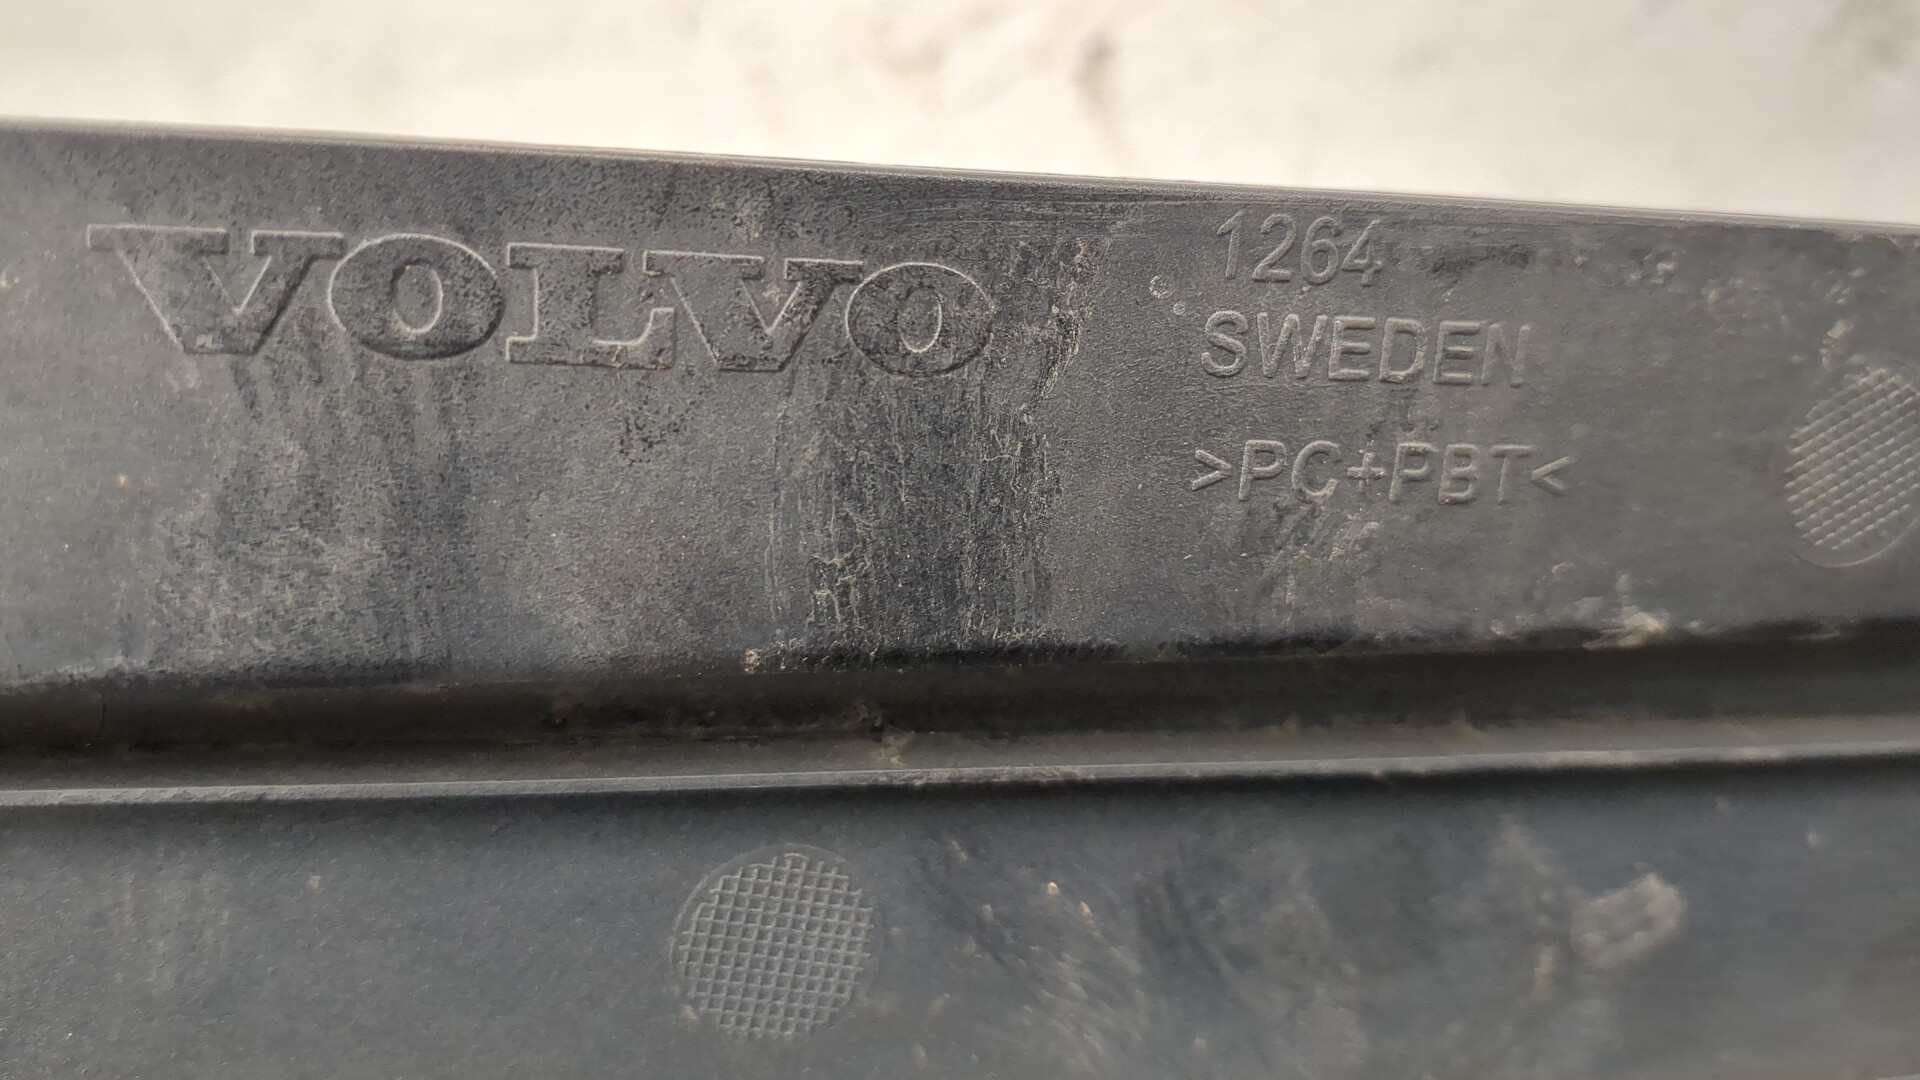 VOLVO
1264
SWEDEN
>PC+PBT<